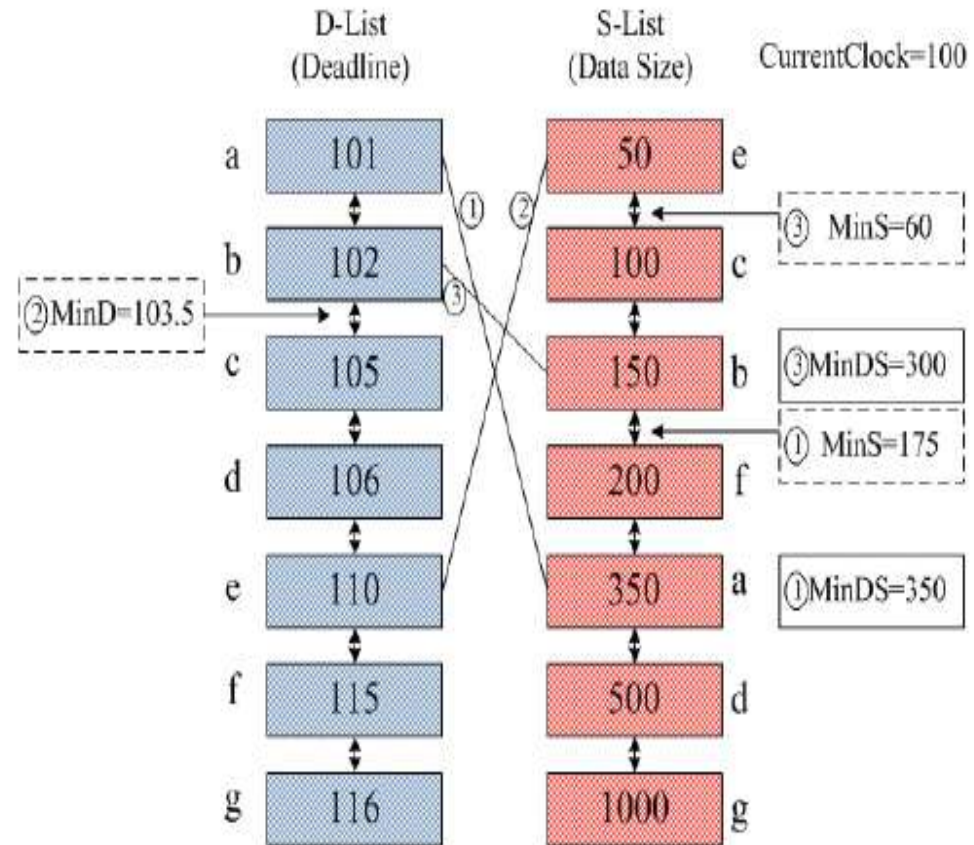 D-List
(Deadline)
S-List
(Data Size)
CurrentClock=100
a 101 50 e
① ②
③ MinS=60
b 102 100 c
②MinD=103.5
③
c 105 150 b
③MinDS=300
① MinS=175
d 106 200 f
e 110 350 a
①MinDS=350
f 115 500 d
g 116 1000 g